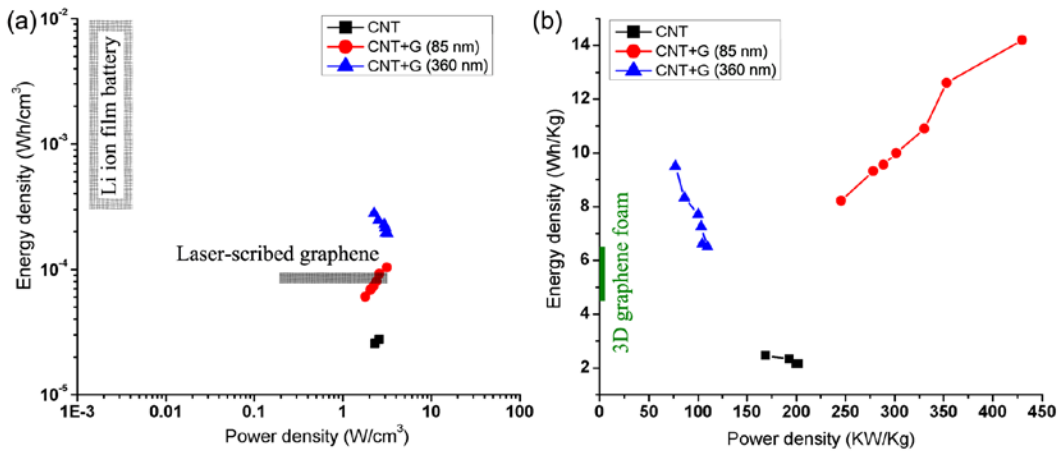 (a)
10⁻²
10⁻³
10⁻⁴
10⁻⁵
Energy density (Wh/cm³)
Li ion film battery
CNT
CNT+G (85 nm)
CNT+G (360 nm)
Laser-scribed graphene
1E-3
0.1
1
10
100
Power density (W/cm³)
(b)
14
12
10
8
6
4
2
Energy density (Wh/Kg)
CNT
CNT+G (85 nm)
CNT+G (360 nm)
3D graphene foam
0
50
100
150
200
250
300
350
400
450
Power density (KW/Kg)